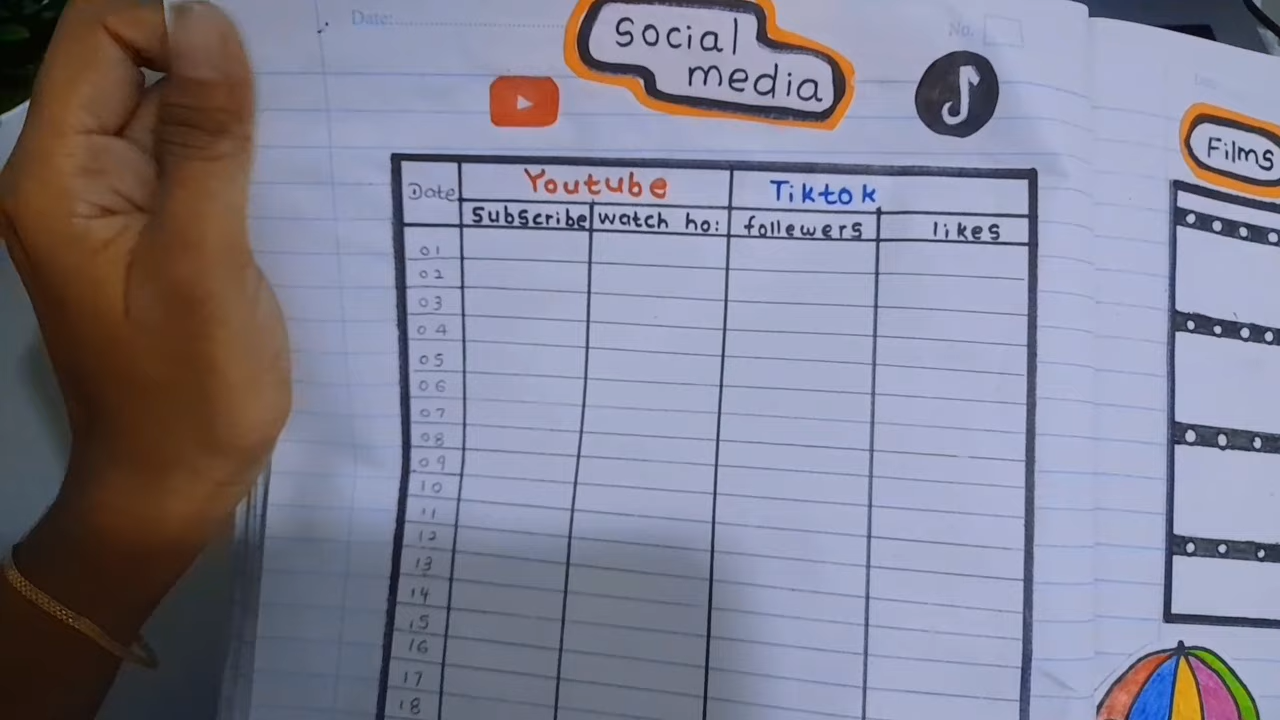 Date:
No.
Social
media
Date
Youtube
Tiktok
subscribe
watch ho:
followers
likes
01
02
03
04
05
06
07
08
09
10
11
12
13
14
15
16
17
18
Films